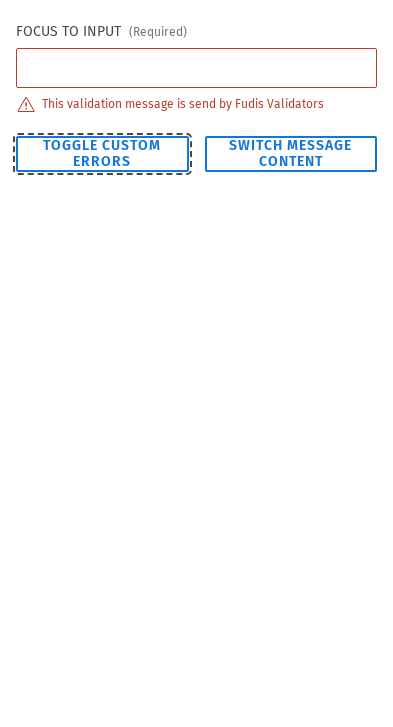 FOCUS TO INPUT (Required)
This validation message is send by Fudis Validators
TOGGLE CUSTOM
ERRORS
SWITCH MESSAGE
CONTENT